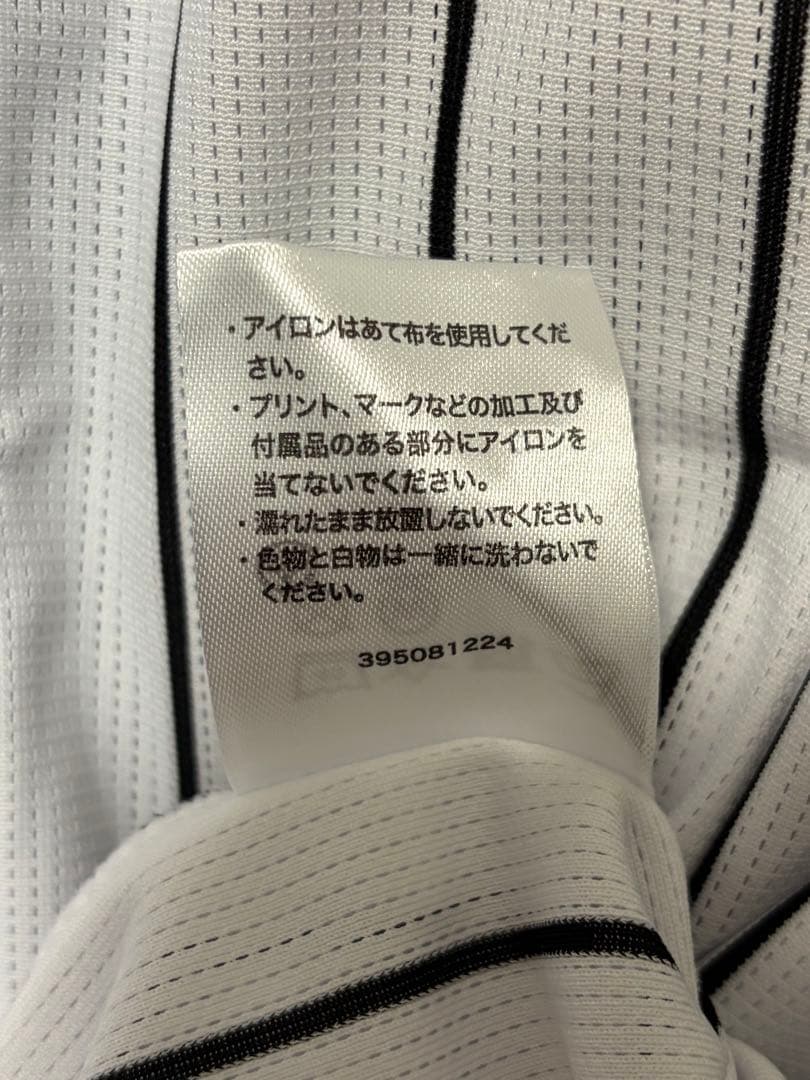 ・アイロンはあて布を使用してくだ
さい。
・プリント、マークなどの加工及び
付属品のある部分にアイロンを
当てないでください。
・濡れたまま放置しないでください。
・色物と白物は一緒に洗わないで
ください。
395081224